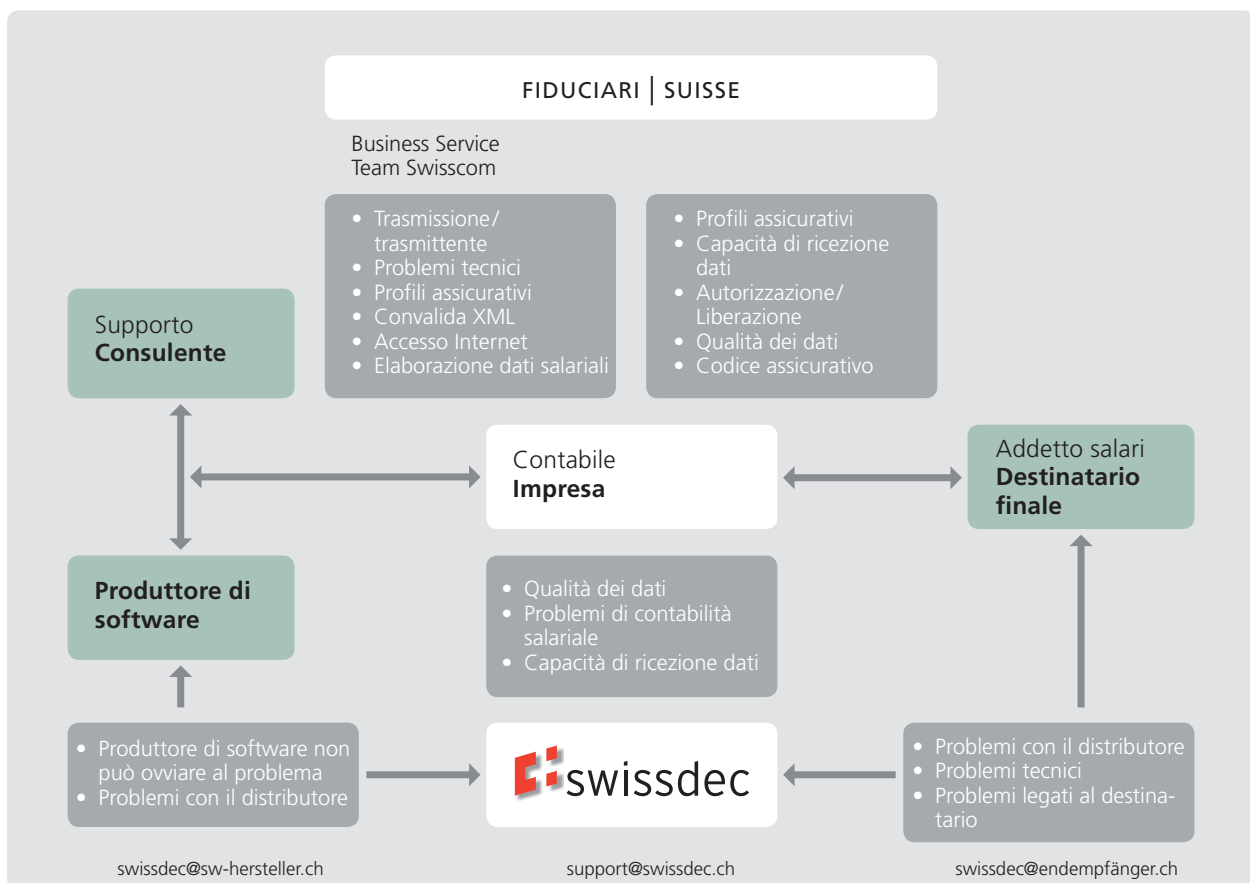 FIDUCIARI | SUISSE
Business Service
Team Swisscom
• Trasmissione/
trasmittente
• Problemi tecnici
• Profili assicurativi
• Convalida XML
• Accesso Internet
• Elaborazione dati salariali
• Profili assicurativi
• Capacità di ricezione
dati
• Autorizzazione/
Liberazione
• Qualità dei dati
• Codice assicurativo
Supporto
Consulente
Contabile
Impresa
Addetto salari
Destinatario
finale
Produttore di
software
• Qualità dei dati
• Problemi di contabilità
salariale
• Capacità di ricezione dati
• Produttore di software non
può ovviare al problema
• Problemi con il distributore
swissdec
• Problemi con il distributore
• Problemi tecnici
• Problemi legati al destina-
tario
swissdec@sw-hersteller.ch
support@swissdec.ch
swissdec@endempfänger.ch